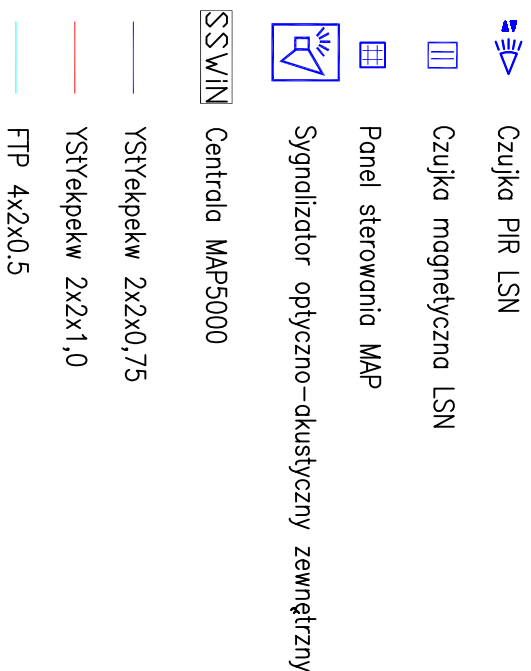 Czujka PIR LSN
Czujka magnetyczna LSN
Panel sterowania MAP
Sygnalizator optyczno-akustyczny zewnętrzny
SSWiN Centrala MAP5000
YStYekpekw 2x2x0,75
YStYekpekw 2x2x1,0
FTP 4x2x0.5